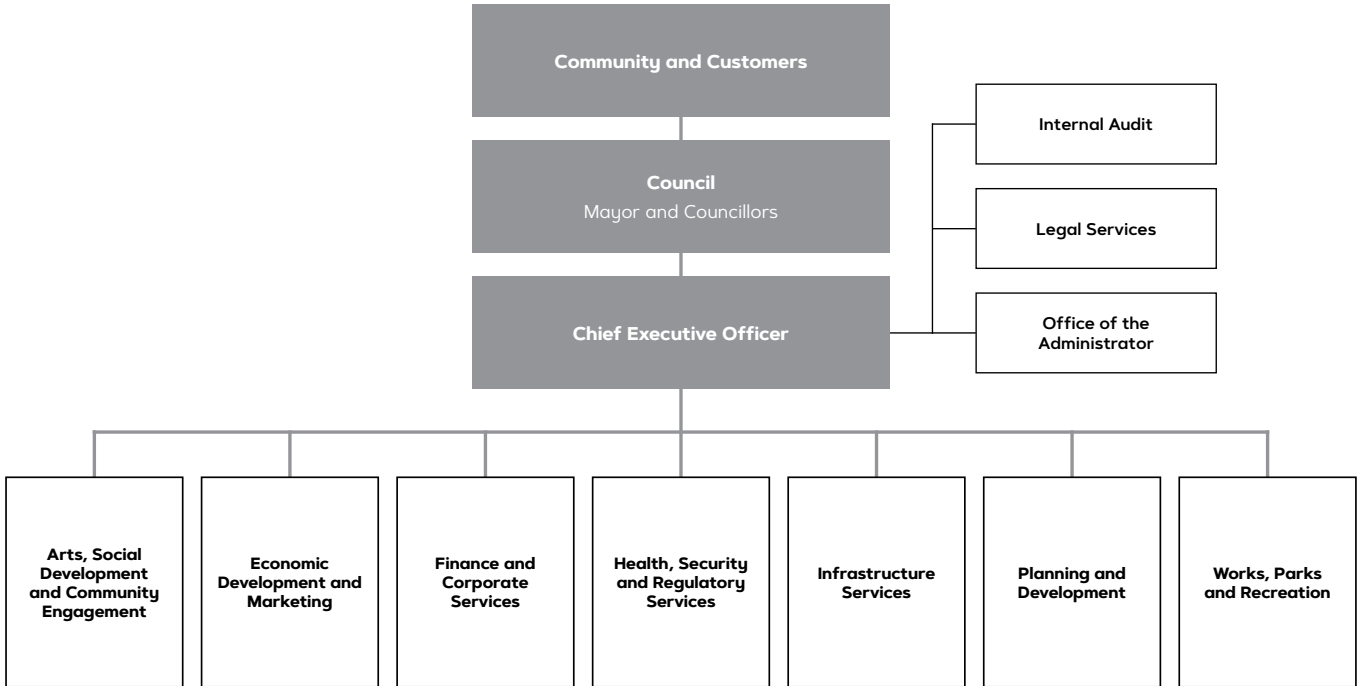 Community and Customers
Council
Mayor and Councillors
Chief Executive Officer
Internal Audit
Legal Services
Office of the
Administrator
Arts, Social
Development
and Community
Engagement
Economic
Development and
Marketing
Finance and
Corporate
Services
Health, Security
and Regulatory
Services
Infrastructure
Services
Planning and
Development
Works, Parks
and Recreation